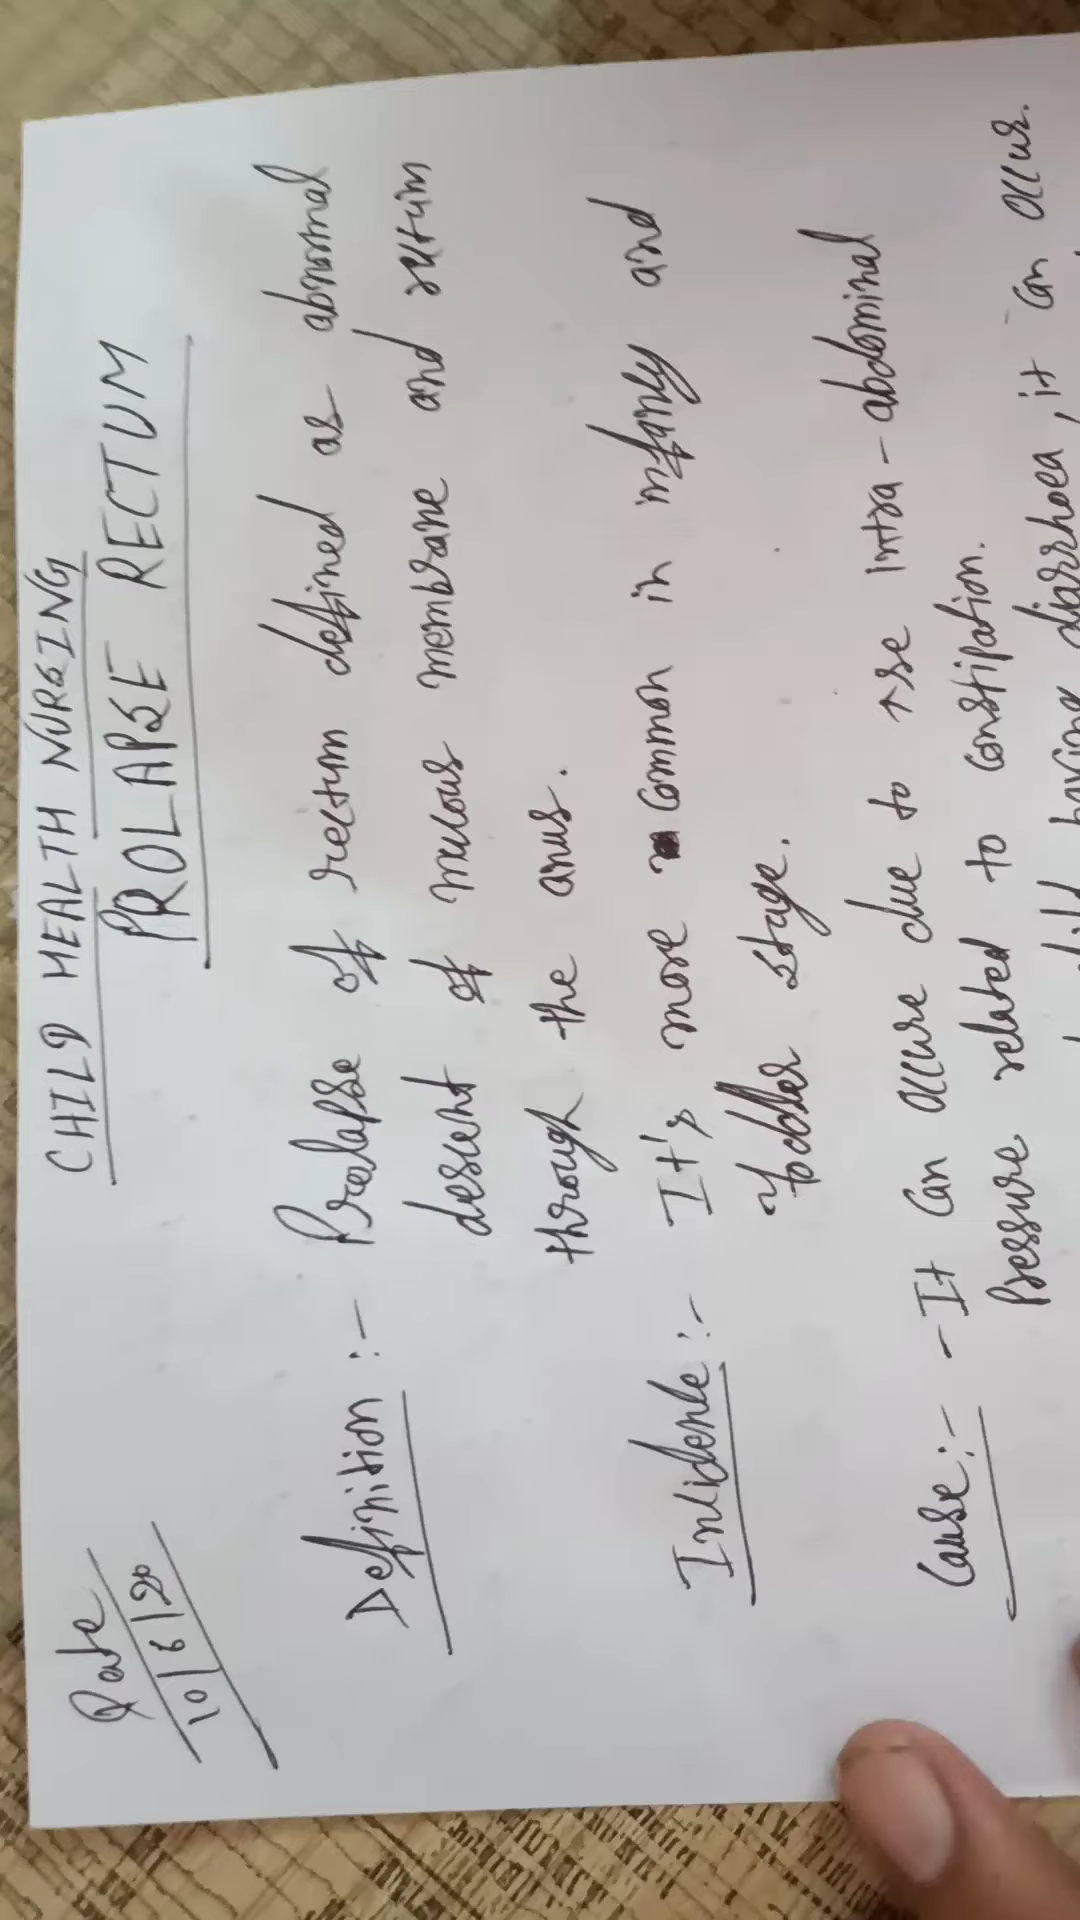 Date
10/6/20
CHILD HEALTH NURSING
PROLAPSE RECTUM
Definition :- Prolapse of rectum defined as abnormal
descent of mucous membrane and rectum
through the anus.
Incidence :- It's more common in infancy and
toddler stage.
Cause :- - It can occure due to ↑se intra-abdominal
Pressure related to constipation.
child having diarrhoea, it can occur.